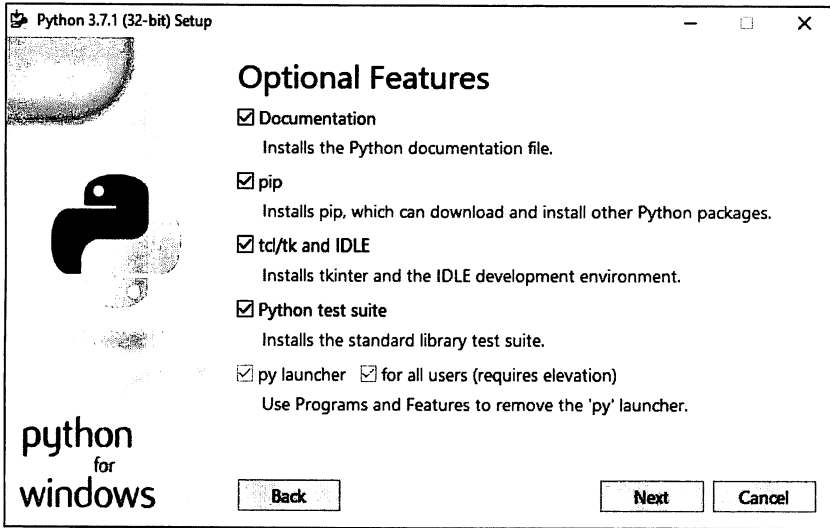 Python 3.7.1 (32-bit) Setup
Optional Features
Documentation
Installs the Python documentation file.
pip
Installs pip, which can download and install other Python packages.
tcl/tk and IDLE
Installs tkinter and the IDLE development environment.
Python test suite
Installs the standard library test suite.
py launcher for all users (requires elevation)
Use Programs and Features to remove the 'py' launcher.
python
for
windows
Back Next Cancel